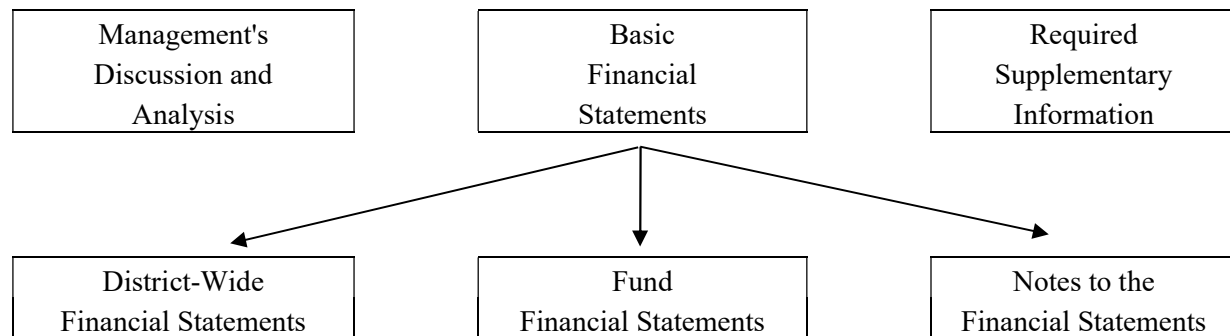 Management's
Discussion and
Analysis
Basic
Financial
Statements
Required
Supplementary
Information
District-Wide
Financial Statements
Fund
Financial Statements
Notes to the
Financial Statements